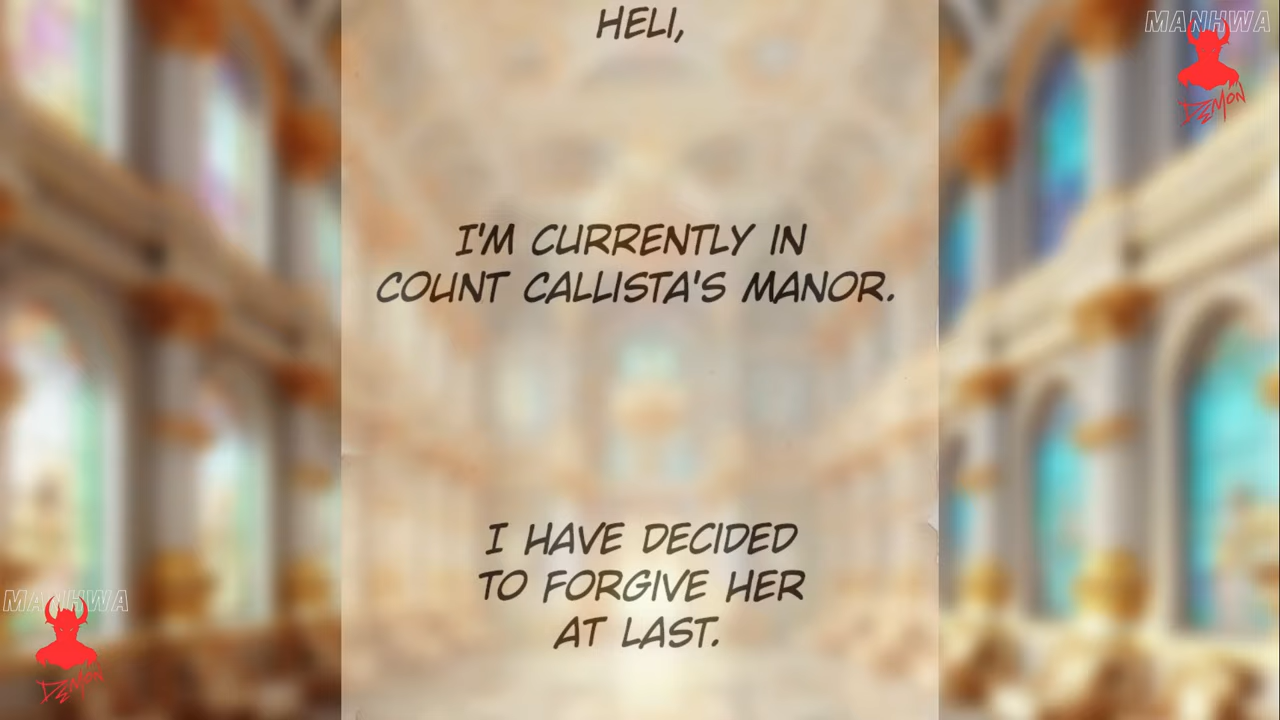 MANHWA
DEMON
HELI,
I'M CURRENTLY IN
COUNT CALLISTA'S MANOR.
I HAVE DECIDED
TO FORGIVE HER
AT LAST.
MANHWA
DEMON